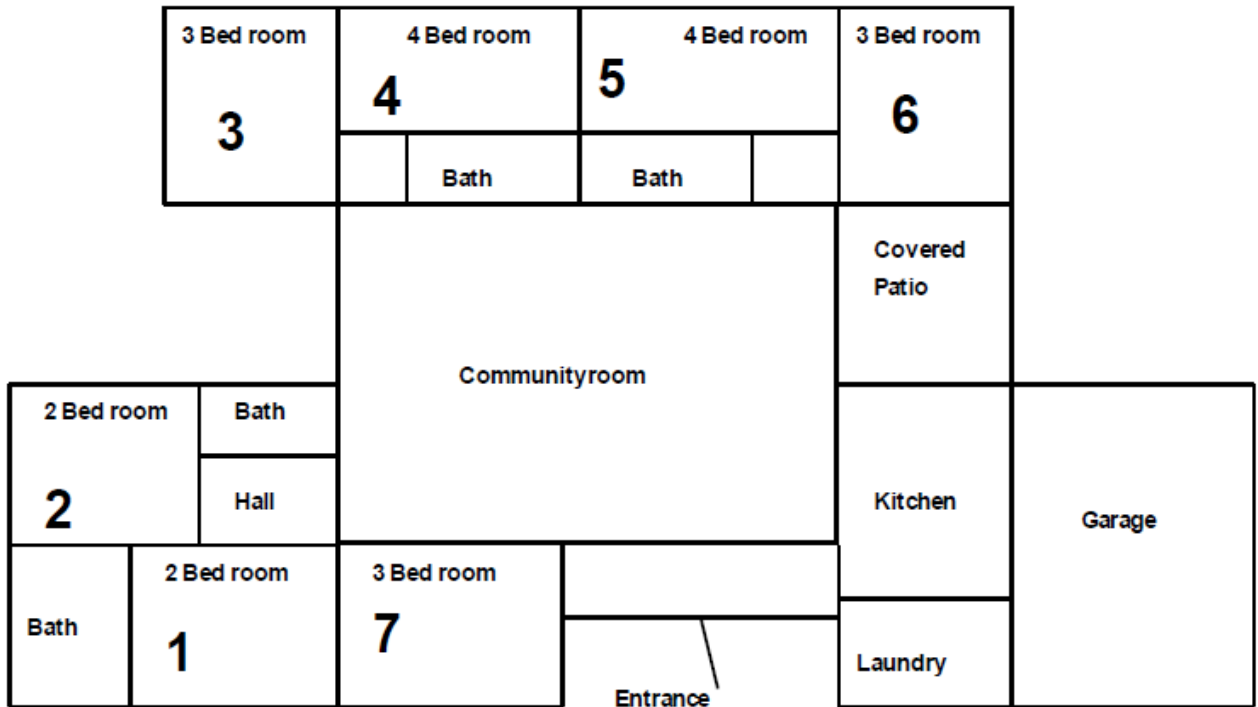 3 Bed room
3
4 Bed room
4
4 Bed room
5
3 Bed room
6
Bath
Bath
Covered
Patio
Communityroom
2 Bed room
2
Bath
Hall
Kitchen
Garage
Bath
2 Bed room
1
3 Bed room
7
Entrance
Laundry